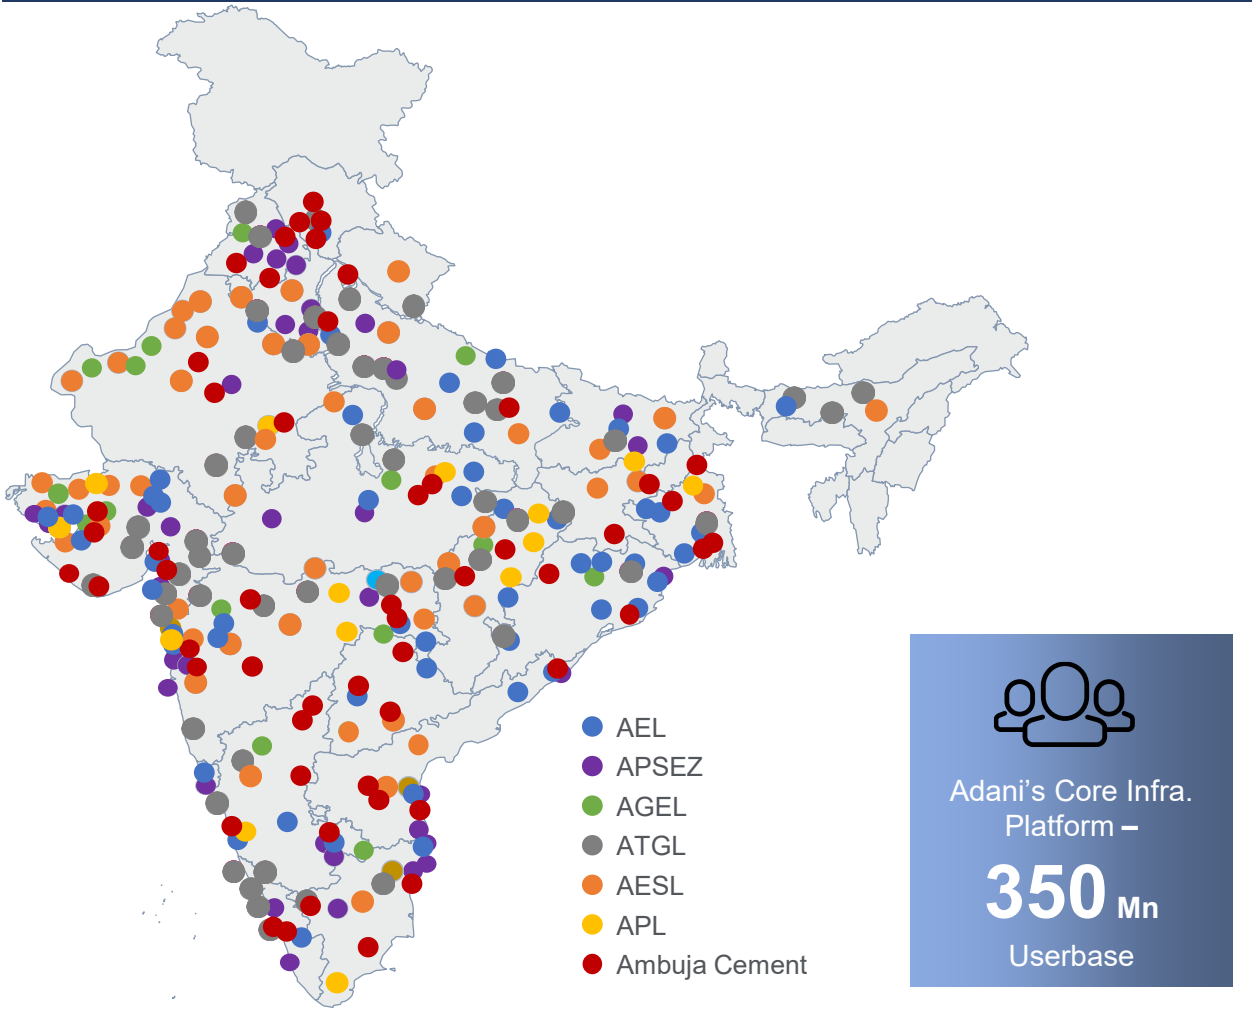 AEL
APSEZ
AGEL
ATGL
AESL
APL
Ambuja Cement
Adani’s Core Infra.
Platform –
350 Mn
Userbase